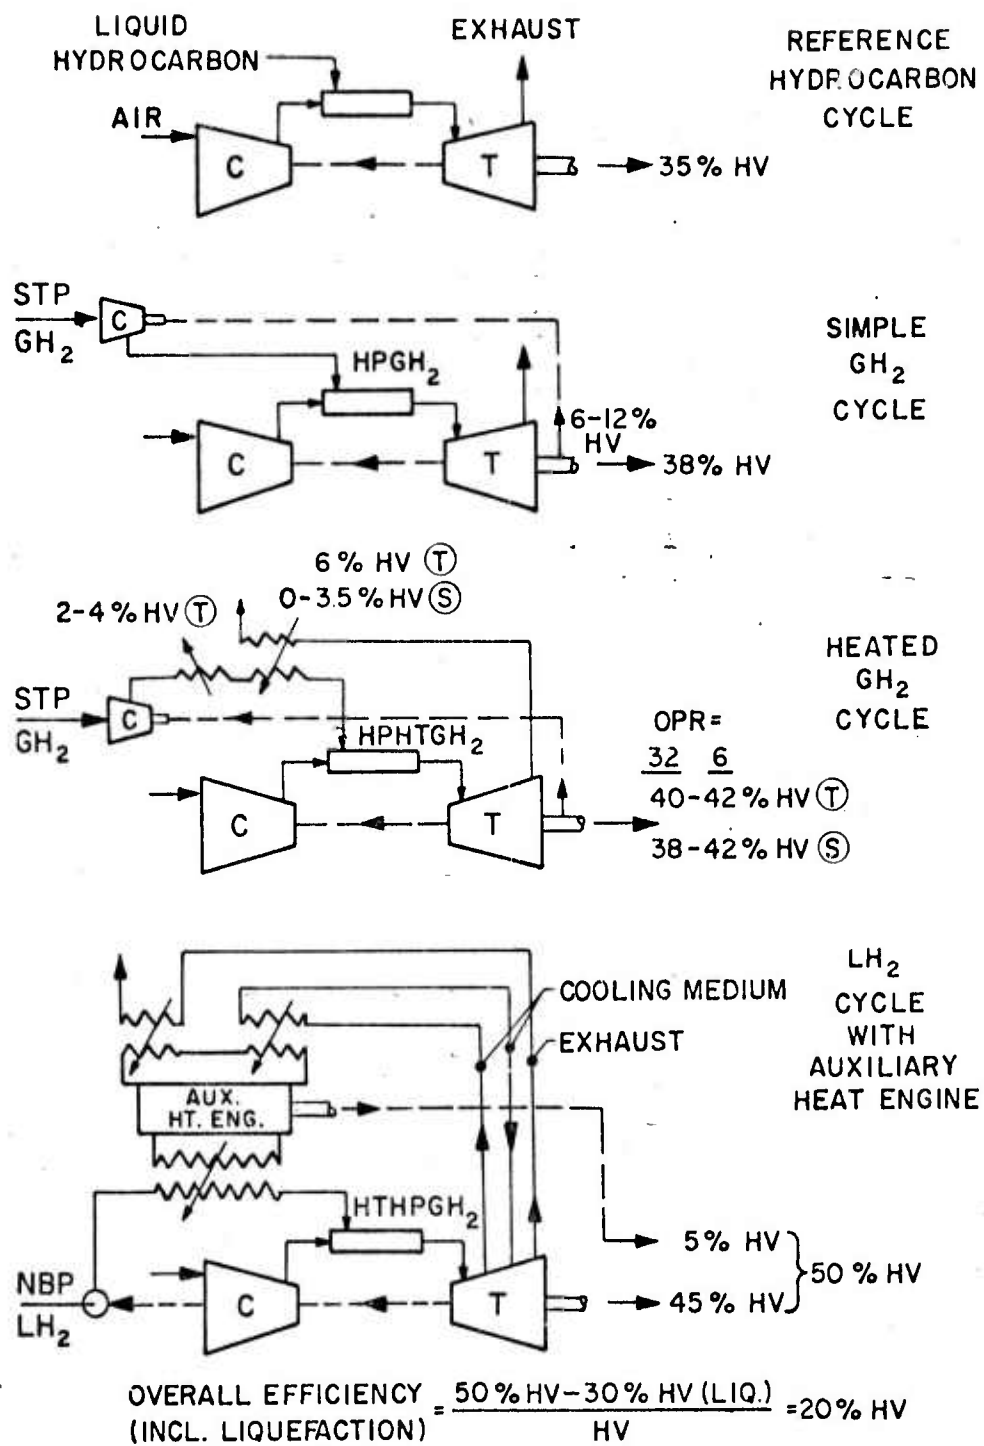 LIQUID
HYDROCARBON
EXHAUST
REFERENCE
HYDROCARBON
CYCLE
AIR
C
T
35% HV
STP
GH₂
C
HPGH₂
SIMPLE
GH₂
CYCLE
C
T
6-12%
HV
38% HV
6% HV Ⓣ
0-3.5% HV Ⓢ
2-4% HV Ⓣ
HEATED
GH₂
CYCLE
STP
GH₂
C
HPHTGH₂
OPR=
32 6
40-42% HV Ⓣ
38-42% HV Ⓢ
C
T
COOLING MEDIUM
EXHAUST
LH₂
CYCLE
WITH
AUXILIARY
HEAT ENGINE
AUX.
HT. ENG.
HTHPGH₂
NBP
LH₂
C
T
5% HV
45% HV
50% HV
OVERALL EFFICIENCY = 50% HV-30% HV (LIQ.) = 20% HV
(INCL. LIQUEFACTION) HV